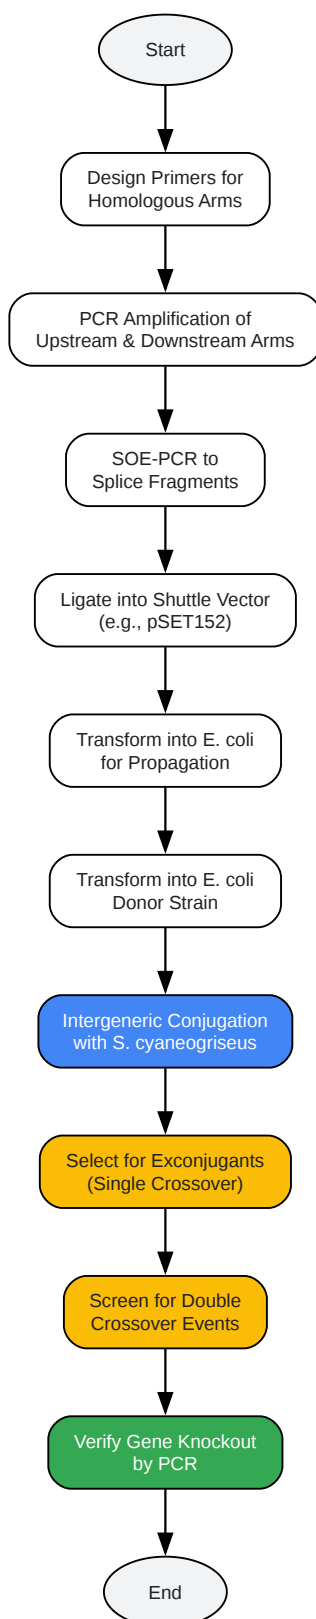 Start
Design Primers for
Homologous Arms
PCR Amplification of
Upstream & Downstream Arms
SOE-PCR to
Splice Fragments
Ligate into Shuttle Vector
(e.g., pSET152)
Transform into E. coli
for Propagation
Transform into E. coli
Donor Strain
Intergeneric Conjugation
with S. cyaneogriseus
Select for Exconjugants
(Single Crossover)
Screen for Double
Crossover Events
Verify Gene Knockout
by PCR
End